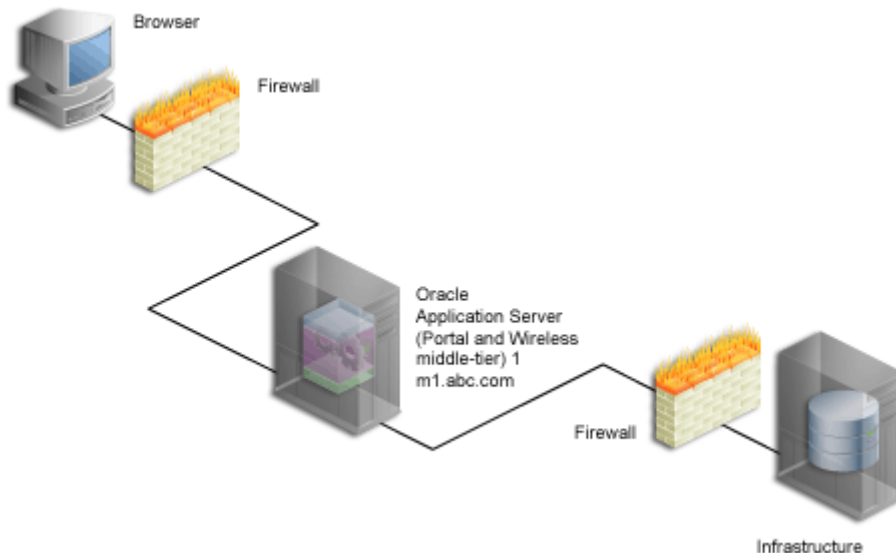 Browser
Firewall
Oracle
Application Server
(Portal and Wireless
middle-tier) 1
m1.abc.com
Firewall
Infrastructure